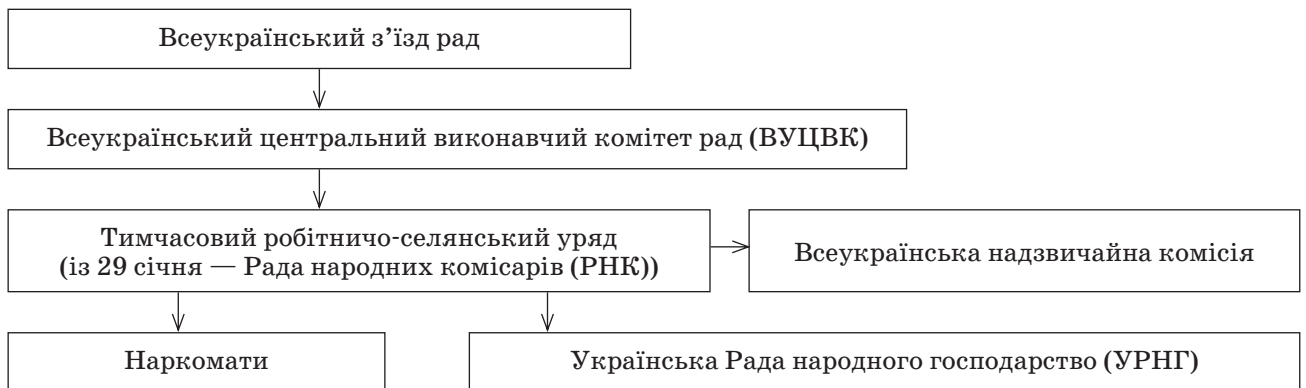 Всеукраїнський з’їзд рад
Всеукраїнський центральний виконавчий комітет рад (ВУЦВК)
Тимчасовий робітничо-селянський уряд
(із 29 січня — Рада народних комісарів (РНК))
Всеукраїнська надзвичайна комісія
Наркомати
Українська Рада народного господарство (УРНГ)